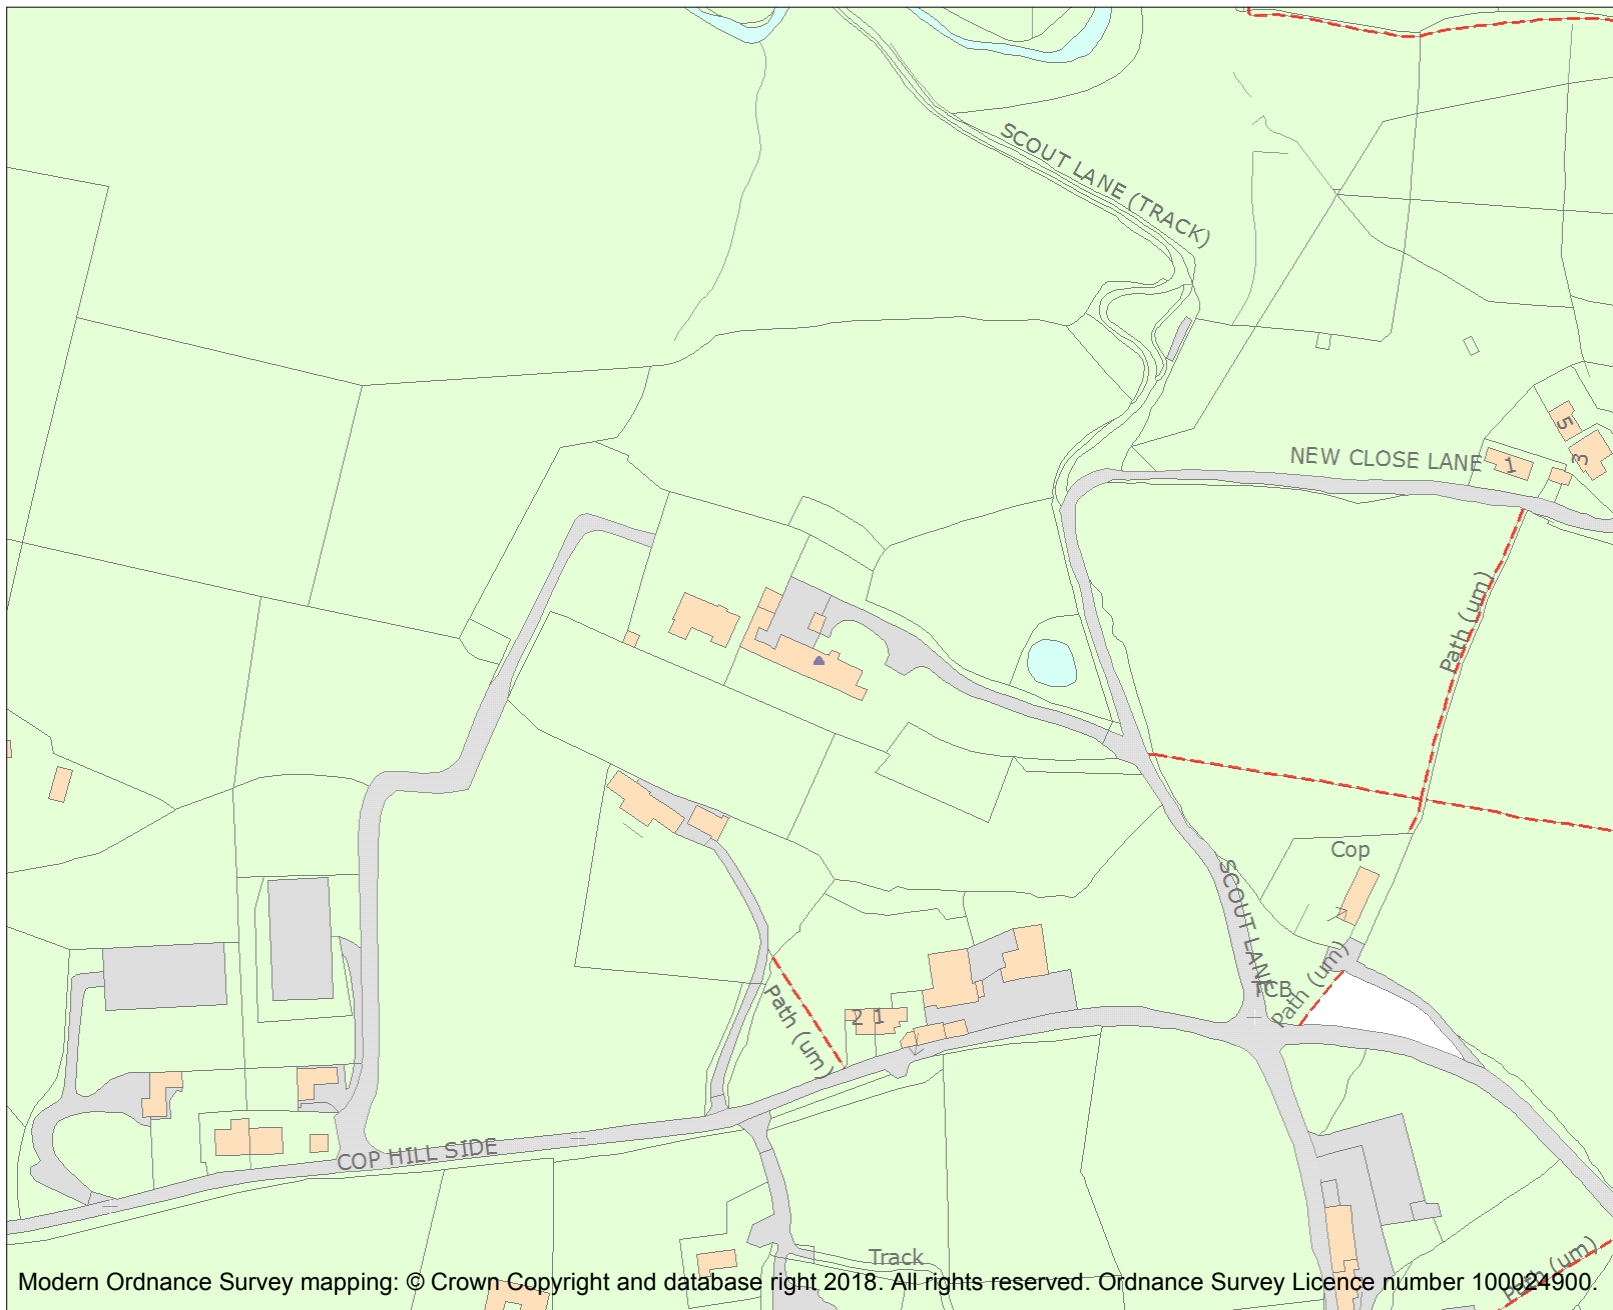 SCOUT LANE (TRACK)
NEW CLOSE LANE
1
5
3
Path (um)
Cop
SCOUT LANE
TCB
Path (um)
Path (um)
2 1
COP HILL SIDE
Track
Path (um)
Modern Ordnance Survey mapping: © Crown Copyright and database right 2018. All rights reserved. Ordnance Survey Licence number 100024900.